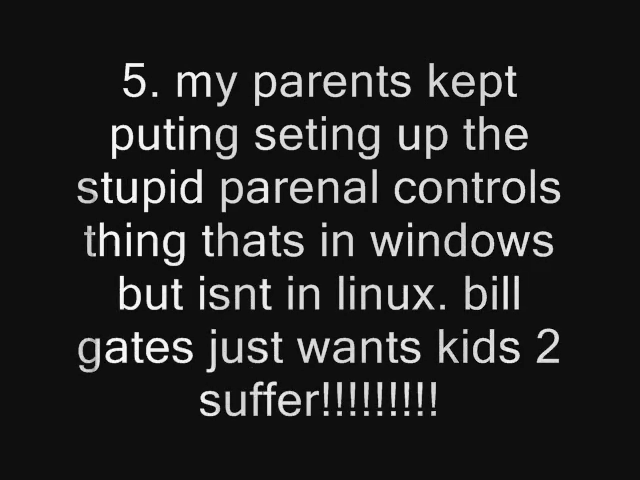 5. my parents kept
puting seting up the
stupid parenal controls
thing thats in windows
but isnt in linux. bill
gates just wants kids 2
suffer!!!!!!!!!